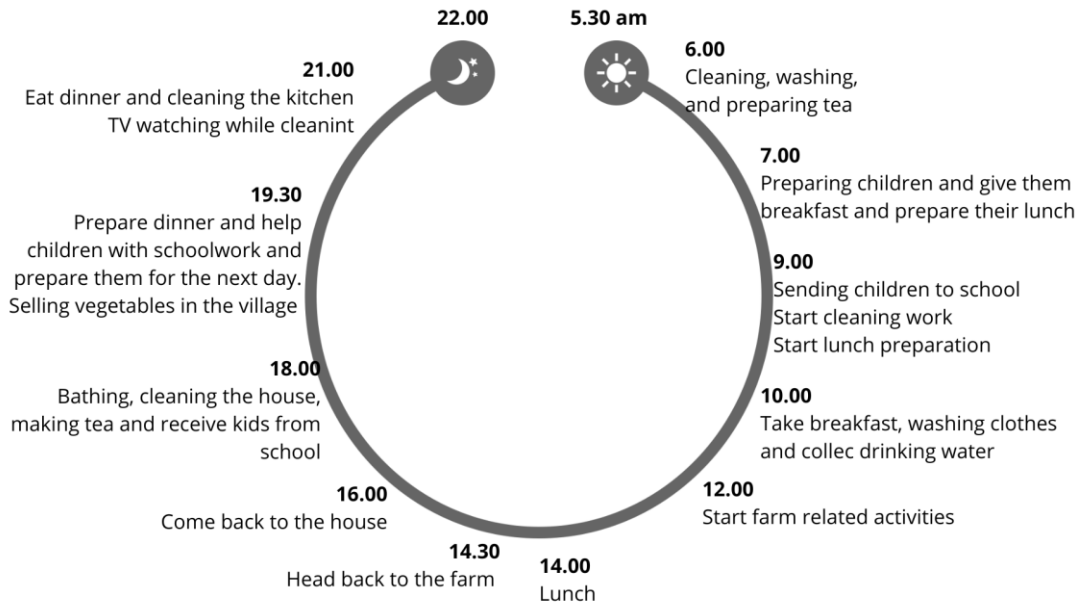 5.30 am
6.00
Cleaning, washing,
and preparing tea
7.00
Preparing children and give them
breakfast and prepare their lunch
9.00
Sending children to school
Start cleaning work
Start lunch preparation
10.00
Take breakfast, washing clothes
and collec drinking water
12.00
Start farm related activities
14.00
Lunch
14.30
Head back to the farm
16.00
Come back to the house
18.00
Bathing, cleaning the house,
making tea and receive kids from
school
19.30
Prepare dinner and help
children with schoolwork and
prepare them for the next day.
Selling vegetables in the village
21.00
Eat dinner and cleaning the kitchen
TV watching while cleanint
22.00